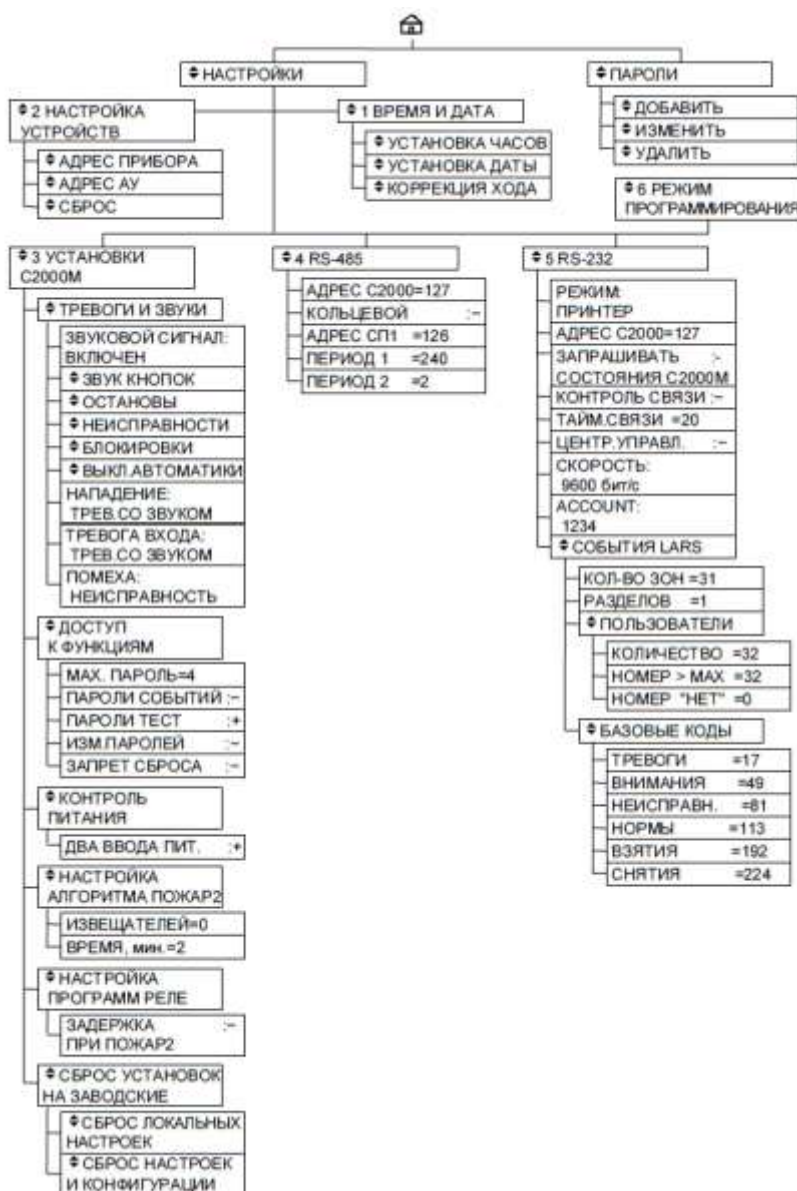 НАСТРОЙКИ
ПАРОЛИ
ДОБАВИТЬ
ИЗМЕНИТЬ
УДАЛИТЬ
2 НАСТРОЙКА
УСТРОЙСТВ
АДРЕС ПРИБОРА
АДРЕС АУ
СБРОС
1 ВРЕМЯ И ДАТА
УСТАНОВКА ЧАСОВ
УСТАНОВКА ДАТЫ
КОРРЕКЦИЯ ХОДА
6 РЕЖИМ
ПРОГРАММИРОВАНИЯ
3 УСТАНОВКИ
С2000М
ТРЕВОГИ И ЗВУКИ
ЗВУКОВОЙ СИГНАЛ:
ВКЛЮЧЕН
ЗВУК КНОПОК
ОСТАНОВЫ
НЕИСПРАВНОСТИ
БЛОКИРОВКИ
ВЫКЛ.АВТОМАТИКИ
НАПАДЕНИЕ:
ТРЕВ.СО ЗВУКОМ
ТРЕВОГА ВХОДА:
ТРЕВ.СО ЗВУКОМ
ПОМЕХА:
НЕИСПРАВНОСТЬ
ДОСТУП
К ФУНКЦИЯМ
МАХ. ПАРОЛЬ=4
ПАРОЛИ СОБЫТИЙ :–
ПАРОЛИ ТЕСТ :+
ИЗМ.ПАРОЛЕЙ :–
ЗАПРЕТ СБРОСА :–
КОНТРОЛЬ
ПИТАНИЯ
ДВА ВВОДА ПИТ. :+
НАСТРОЙКА
АЛГОРИТМА ПОЖАР2
ИЗВЕЩАТЕЛЕЙ=0
ВРЕМЯ, мин.=2
НАСТРОЙКА
ПРОГРАММ РЕЛЕ
ЗАДЕРЖКА :–
ПРИ ПОЖАР2
СБРОС УСТАНОВОК
НА ЗАВОДСКИЕ
СБРОС ЛОКАЛЬНЫХ
НАСТРОЕК
СБРОС НАСТРОЕК
И КОНФИГУРАЦИИ
4 RS-485
АДРЕС С2000=127
КОЛЬЦЕВОЙ :–
АДРЕС СП1 =126
ПЕРИОД 1 =240
ПЕРИОД 2 =2
5 RS-232
РЕЖИМ:
ПРИНТЕР
АДРЕС С2000=127
ЗАПРАШИВАТЬ :-
СОСТОЯНИЯ С2000М
КОНТРОЛЬ СВЯЗИ :–
ТАЙМ.СВЯЗИ =20
ЦЕНТР.УПРАВЛ. :–
СКОРОСТЬ:
9600 бит/с
ACCOUNT:
1234
СОБЫТИЯ LARS
КОЛ-ВО ЗОН =31
РАЗДЕЛОВ =1
ПОЛЬЗОВАТЕЛИ
КОЛИЧЕСТВО =32
НОМЕР > МАХ =32
НОМЕР "НЕТ" =0
БАЗОВЫЕ КОДЫ
ТРЕВОГИ =17
ВНИМАНИЯ =49
НЕИСПРАВН. =81
НОРМЫ =113
ВЗЯТИЯ =192
СНЯТИЯ =224